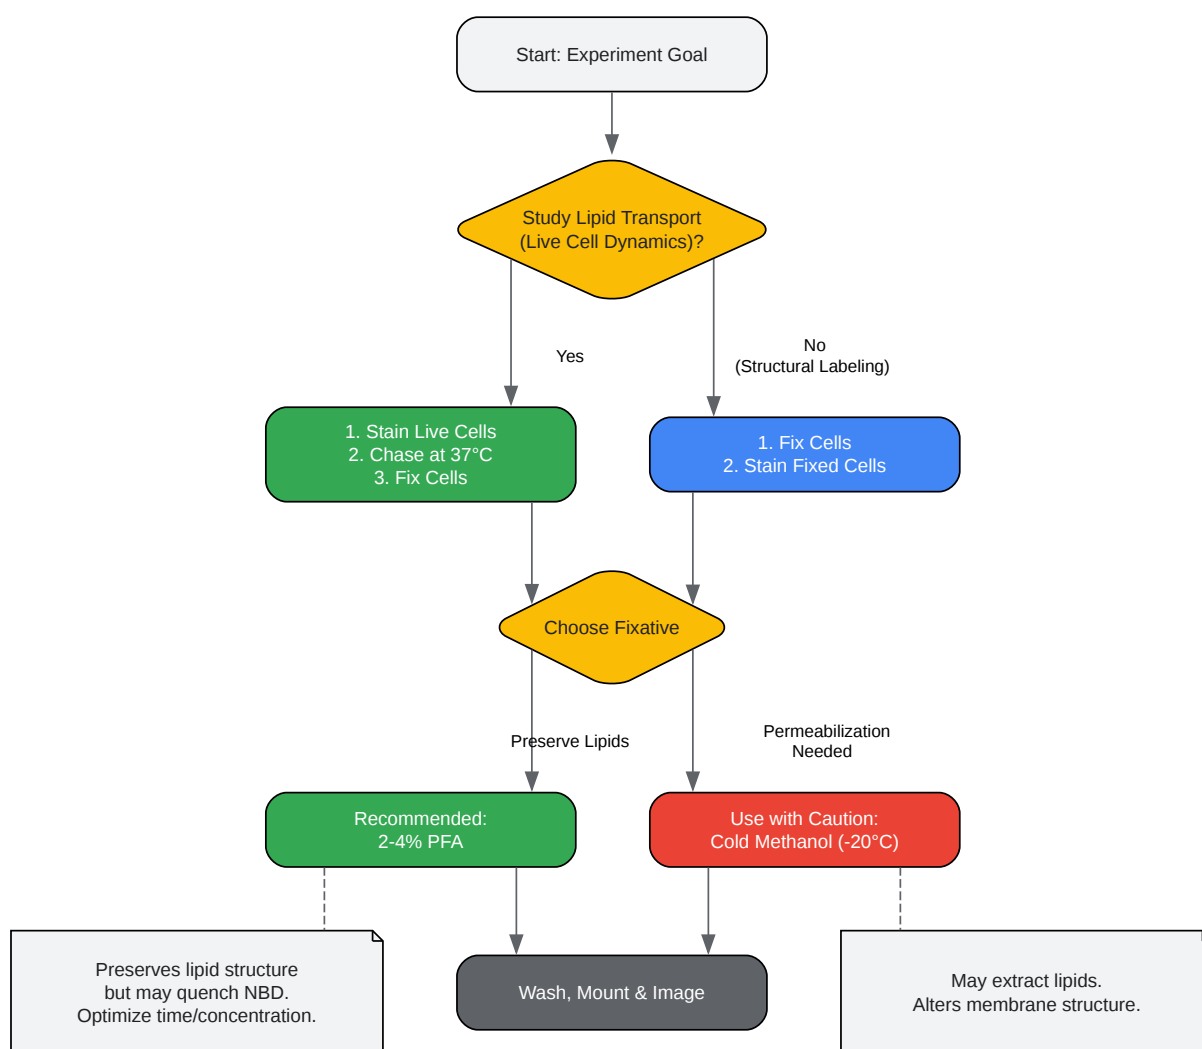 Start: Experiment Goal
Study Lipid Transport
(Live Cell Dynamics)?
Yes
No
(Structural Labeling)
1. Stain Live Cells
2. Chase at 37°C
3. Fix Cells
1. Fix Cells
2. Stain Fixed Cells
Choose Fixative
Preserve Lipids
Permeabilization
Needed
Recommended:
2-4% PFA
Use with Caution:
Cold Methanol (-20°C)
Preserves lipid structure
but may quench NBD.
Optimize time/concentration.
Wash, Mount & Image
May extract lipids.
Alters membrane structure.